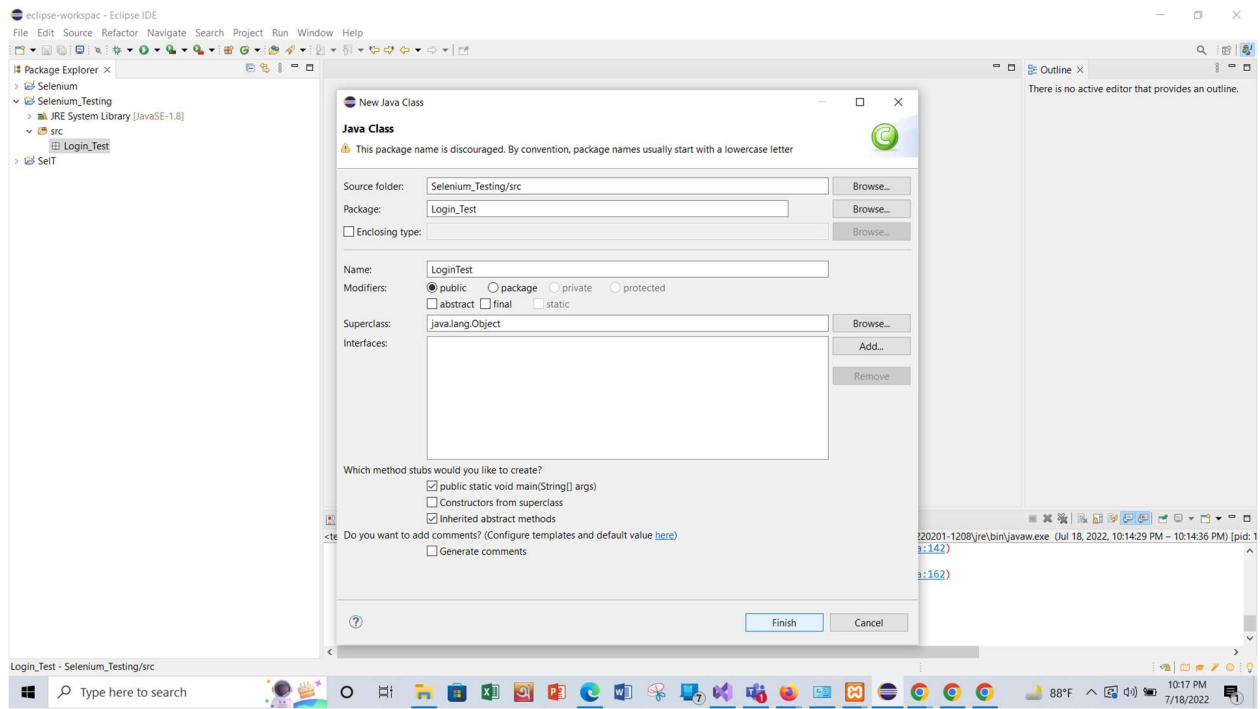 eclipse-workspac - Eclipse IDE
File Edit Source Refactor Navigate Search Project Run Window Help
Package Explorer
Outline
Selenium
There is no active editor that provides an outline.
Selenium_Testing
JRE System Library [JavaSE-1.8]
src
Login_Test
SelT
New Java Class
Java Class
This package name is discouraged. By convention, package names usually start with a lowercase letter
Source folder: Selenium_Testing/src Browse...
Package: Login_Test Browse...
Enclosing type: Browse...
Name: LoginTest
Modifiers: public package private protected
abstract final static
Superclass: java.lang.Object Browse...
Interfaces: Add...
Remove
Which method stubs would you like to create?
public static void main(String[] args)
Constructors from superclass
Inherited abstract methods
Do you want to add comments? (Configure templates and default value here)
Generate comments
Finish Cancel
<te
220201-1208\jre\bin\javaw.exe (Jul 18, 2022, 10:14:29 PM – 10:14:36 PM) [pid: 1
a:142)
a:162)
Login_Test - Selenium_Testing/src
Type here to search
7
1
88°F
10:17 PM
7/18/2022
1